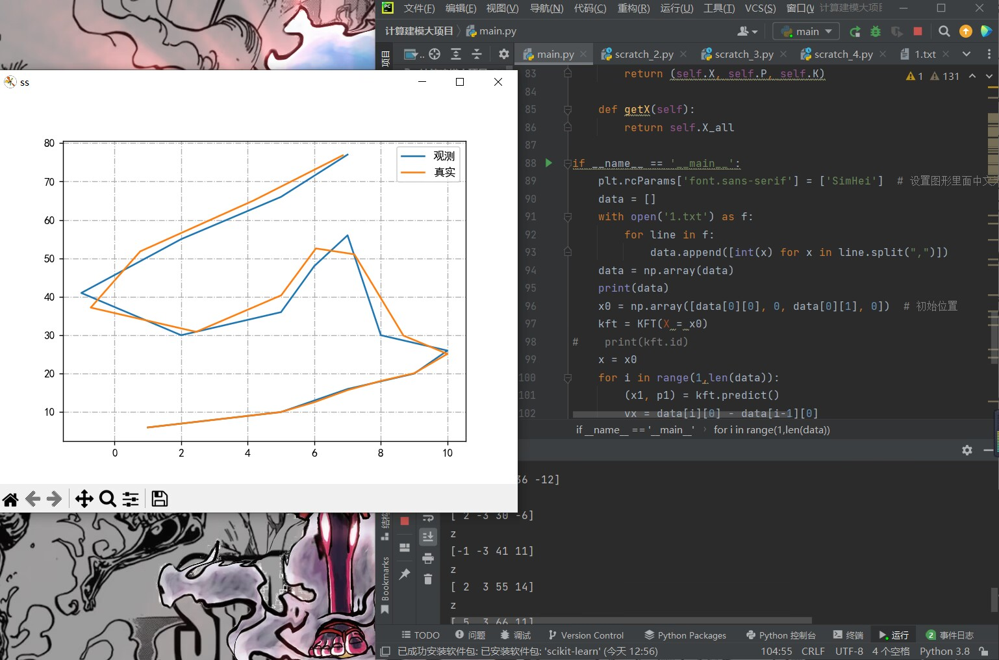 文件(F) 编辑(E) 视图(V) 导航(N) 代码(C) 重构(R) 运行(U) 工具(T) VCS(S) 窗口(
计算建模大项目 main.py
main
项目
main.py scratch_2.py scratch_3.py scratch_4.py 1.txt
ss
80
70
60
50
40
30
20
10
0 2 4 6 8 10
观测
真实
83 return (self.X, self.P, self.K)
1 131
84
85 def getX(self):
86 return self.X_all
87
88 if __name__ == '__main__':
89 plt.rcParams['font.sans-serif'] = ['SimHei'] # 设置图形里面中文
90 data = []
91 with open('1.txt') as f:
92 for line in f:
93 data.append([int(x) for x in line.split(",")])
94 data = np.array(data)
95 print(data)
96 x0 = np.array([data[0][0], 0, data[0][1], 0]) # 初始位置
97 kft = KFT(X = x0)
98 # print(kft.id)
99 x = x0
100 for i in range(1,len(data)):
101 (x1, p1) = kft.predict()
102 vx = data[i][0] - data[i-1][0]
if __name__ == '__main__' › for i in range(1,len(data))
36 -12]
[ 2 -3 30 -6]
z
[-1 -3 41 11]
z
[ 2 3 55 14]
z
[ 5 3 66 11]
结构
Bookmarks
TODO 问题 调试 Version Control Python Packages Python 控制台 终端 运行 2 事件日志
已成功安装软件包: 已安装软件包: 'scikit-learn' (今天 12:56) 104:55 CRLF UTF-8 4 个空格 Python 3.8